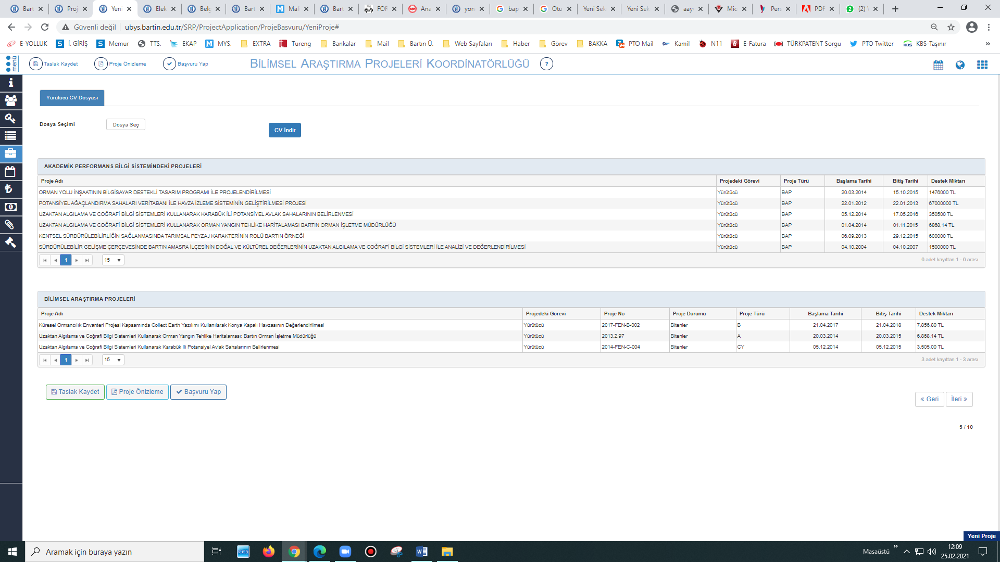 Bart
Proj
Yeni
Elek
Belg
Bart
Mal
Bart
FOR
Ana
yon
bap
Otu
Yeni Sek
Yeni Sek
aay
Mic
Pers
PDF
(2)
Güvenli değil
ubys.bartin.edu.tr/SRP/ProjectApplication/ProjeBasvuru/YeniProje#
E-YOLLUK
İ. GİRİŞ
Memur
TTS.
EKAP
MYS.
EXTRA
Tureng
Bankalar
Mail
Bartın Ü.
Web Sayfaları
Haber
Görev
BAKKA
PTO Mail
Kamil
N11
E-Fatura
TÜRKPATENT Sorgu
PTO Twitter
KBS-Taşınır
menü
Taslak Kaydet
Proje Önizleme
Başvuru Yap
BİLİMSEL ARAŞTIRMA PROJELERİ KOORDİNATÖRLÜĞÜ
Yürütücü CV Dosyası
Dosya Seçimi
Dosya Seç
CV İndir
AKADEMİK PERFORMANS BİLGİ SİSTEMİNDEKİ PROJELERİ
Proje Adı Projedeki Görevi Proje Türü Başlama Tarihi Bitiş Tarihi Destek Miktarı
ORMAN YOLU İNŞAATININ BİLGİSAYAR DESTEKLİ TASARIM PROGRAMI İLE PROJELENDİRİLMESİ Yürütücü BAP 20.03.2014 15.10.2015 1476000 TL
POTANSİYEL AĞAÇLANDIRMA SAHALARI VERİTABANI İLE HAVZA İZLEME SİSTEMİNİN GELİŞTİRİLMESİ PROJESİ Yürütücü BAP 22.01.2012 22.01.2013 67000000 TL
UZAKTAN ALGILAMA VE COĞRAFİ BİLGİ SİSTEMLERİ KULLANARAK KARABÜK İLİ POTANSİYEL AVLAK SAHALARININ BELİRLENMESİ Yürütücü BAP 05.12.2014 17.05.2016 350500 TL
UZAKTAN ALGILAMA VE COĞRAFİ BİLGİ SİSTEMLERİ KULLANARAK ORMAN YANGIN TEHLİKE HARİTALAMASI BARTIN ORMAN İŞLETME MÜDÜRLÜĞÜ Yürütücü BAP 01.04.2014 01.11.2015 6868,14 TL
KENTSEL SÜRDÜRÜLEBİLİRLİĞİN SAĞLANMASINDA TARIMSAL PEYZAJ KARAKTERİNİN ROLÜ BARTIN ÖRNEĞİ Yürütücü BAP 06.09.2013 29.12.2015 600000 TL
SÜRDÜRÜLEBİLİR GELİŞME ÇERÇEVESİNDE BARTIN AMASRA İLÇESİNİN DOĞAL VE KÜLTÜREL DEĞERLERİNİN UZAKTAN ALGILAMA VE COĞRAFİ BİLGİ SİSTEMLERİ İLE ANALİZİ VE DEĞERLENDİRİLMESİ Yürütücü BAP 04.10.2004 04.10.2007 1500000 TL
1 15 6 adet kayıttan 1 - 6 arası
BİLİMSEL ARAŞTIRMA PROJELERİ
Proje Adı Projedeki Görevi Proje No Proje Durumu Proje Türü Başlama Tarihi Bitiş Tarihi Destek Miktarı
Küresel Ormancılık Envanteri Projesi Kapsamında Collect Earth Yazılımı Kullanılarak Konya Kapalı Havzasının Değerlendirilmesi Yürütücü 2017-FEN-B-002 Bitenler B 21.04.2017 21.04.2018 7,856.80 TL
Uzaktan Algılama ve Coğrafi Bilgi Sistemleri Kullanarak Orman Yangın Tehlike Haritalaması: Bartın Orman İşletme Müdürlüğü Yürütücü 2013.2.97 Bitenler A 20.03.2014 20.03.2015 6,868.14 TL
Uzaktan Algılama ve Coğrafi Bilgi Sistemleri Kullanarak Karabük Ili Potansiyel Avlak Sahalarının Belirlenmesi Yürütücü 2014-FEN-C-004 Bitenler CY 05.12.2014 05.12.2015 3,505.00 TL
1 15 3 adet kayıttan 1 - 3 arası
Taslak Kaydet
Proje Önizleme
Başvuru Yap
« Geri
İleri »
5 / 10
Yeni Proje
Aramak için buraya yazın
Masaüstü
12:09
25.02.2021